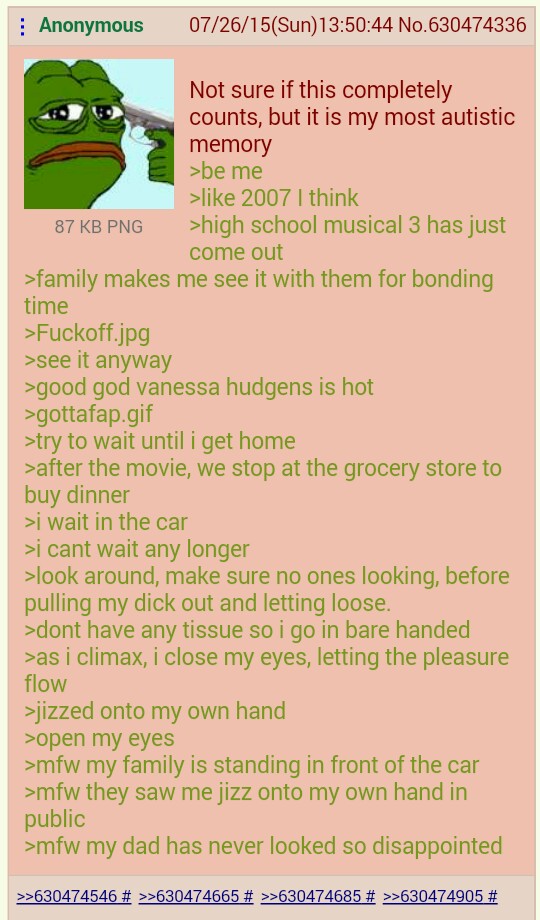 Anonymous 07/26/15(Sun)13:50:44 No.630474336
Not sure if this completely
counts, but it is my most autistic
memory
>be me
>like 2007 I think
>high school musical 3 has just
come out
87 KB PNG
>family makes me see it with them for bonding
time
>Fuckoff.jpg
>see it anyway
>good god vanessa hudgens is hot
>gottafap.gif
>try to wait until i get home
>after the movie, we stop at the grocery store to
buy dinner
>i wait in the car
>i cant wait any longer
>look around, make sure no ones looking, before
pulling my dick out and letting loose.
>dont have any tissue so i go in bare handed
>as i climax, i close my eyes, letting the pleasure
flow
>jizzed onto my own hand
>open my eyes
>mfw my family is standing in front of the car
>mfw they saw me jizz onto my own hand in
public
>mfw my dad has never looked so disappointed
>>630474546 # >>630474665 # >>630474685 # >>630474905 #